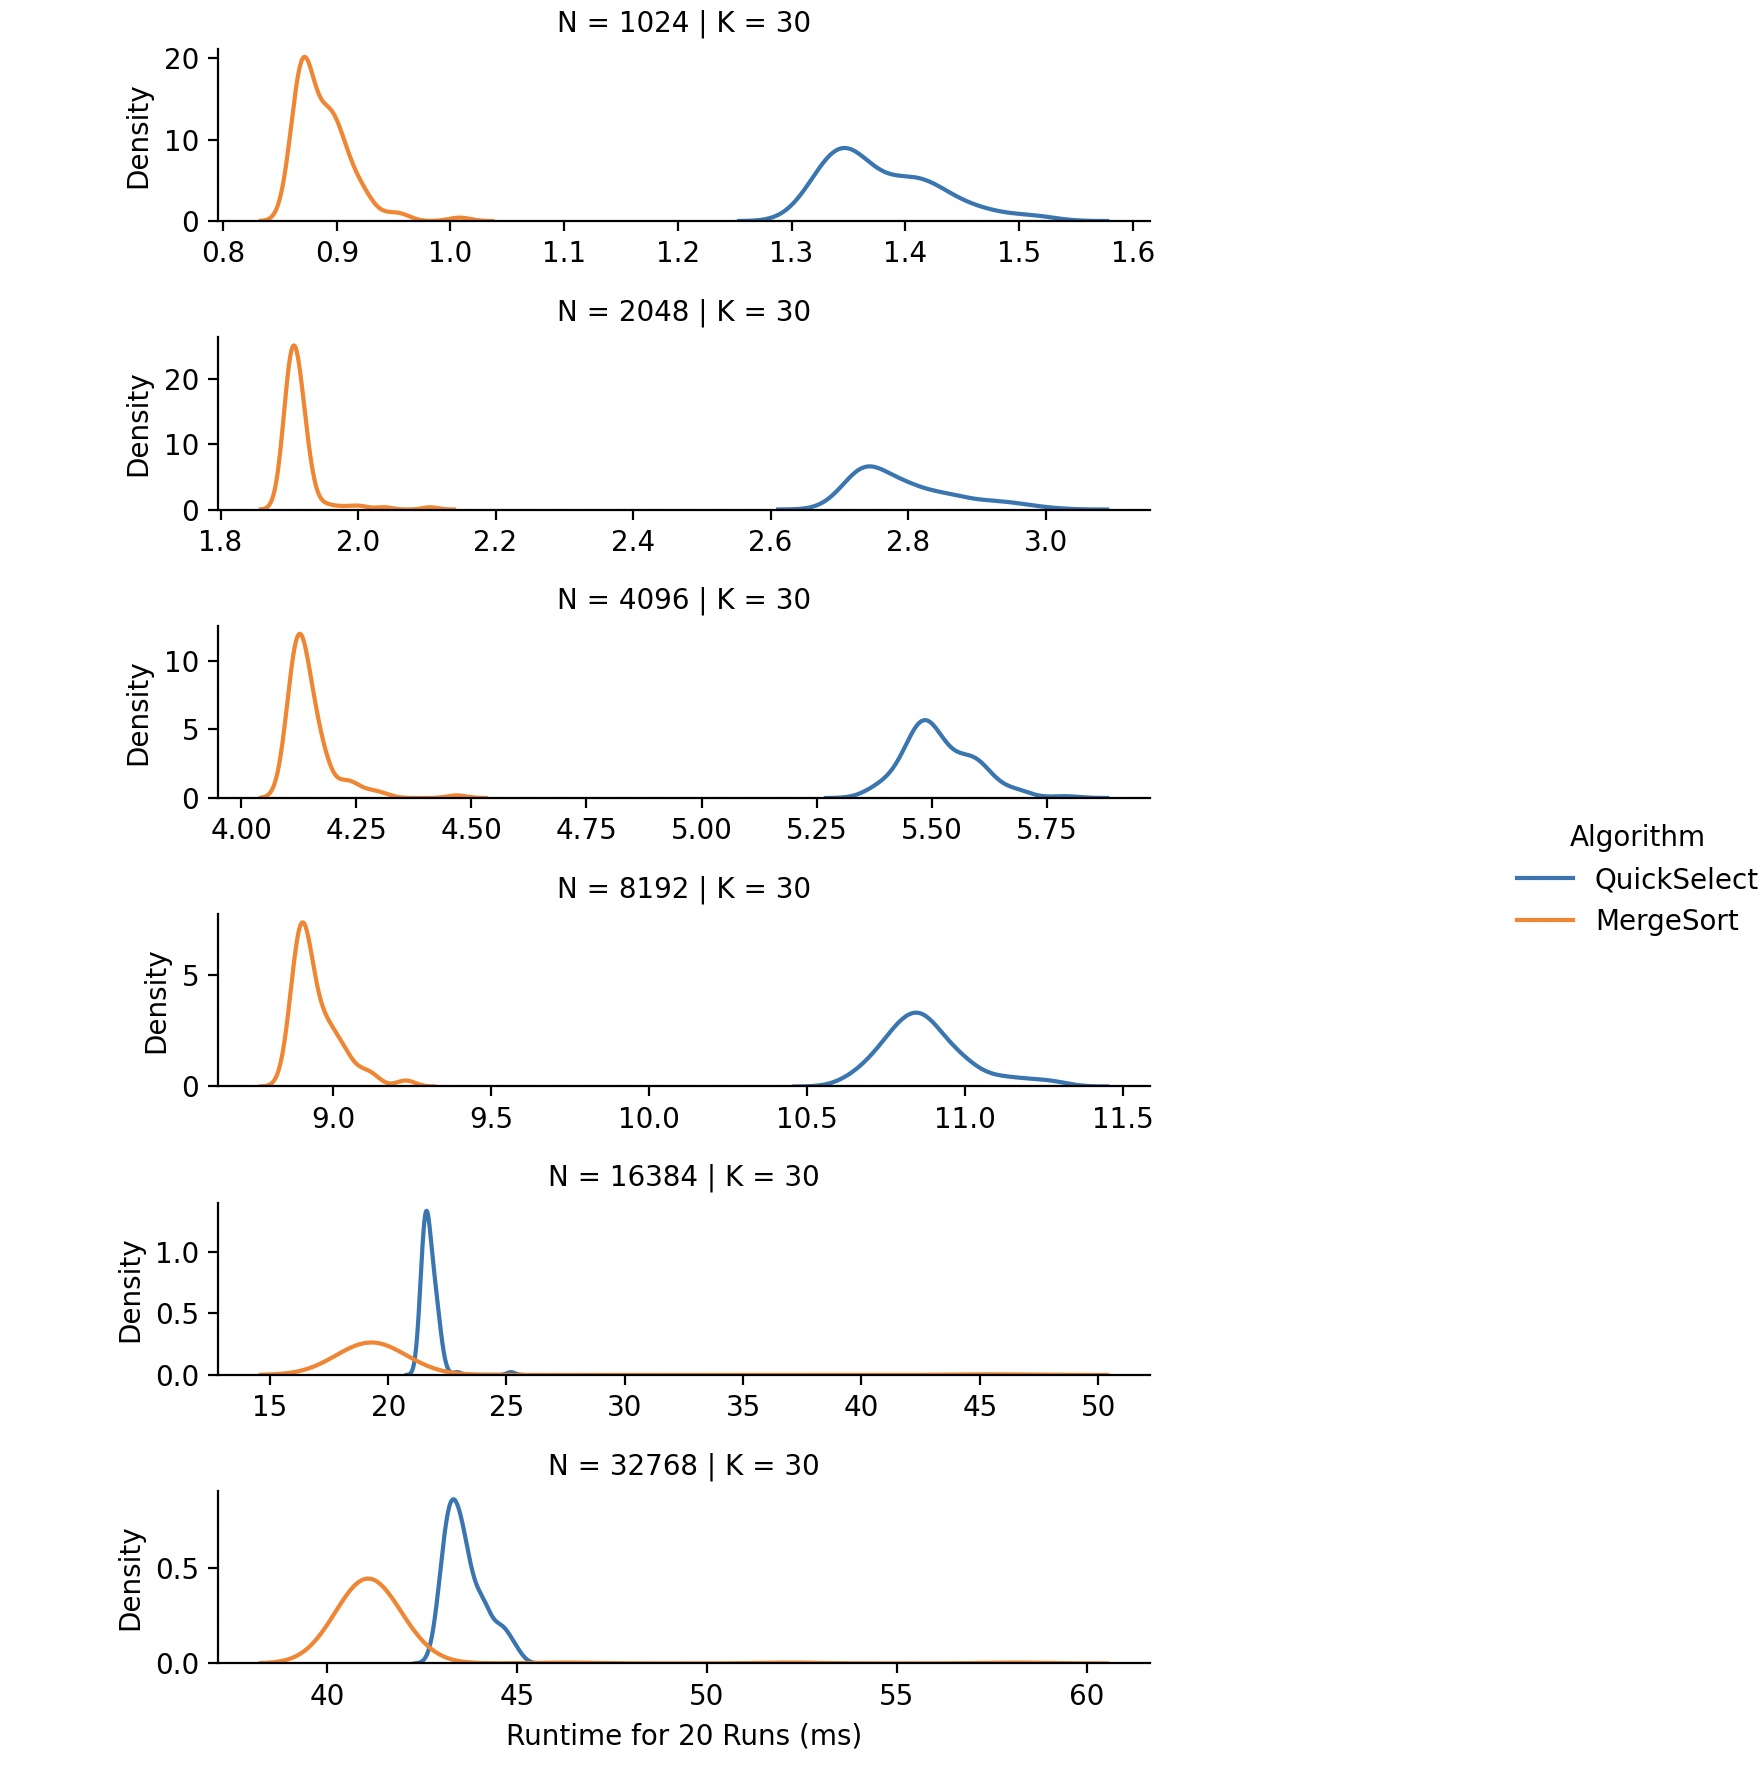 N = 1024 | K = 30
Density
20
10
0
0.8 0.9 1.0 1.1 1.2 1.3 1.4 1.5 1.6
N = 2048 | K = 30
Density
20
10
0
1.8 2.0 2.2 2.4 2.6 2.8 3.0
N = 4096 | K = 30
Density
10
5
0
4.00 4.25 4.50 4.75 5.00 5.25 5.50 5.75
Algorithm
QuickSelect
MergeSort
N = 8192 | K = 30
Density
5
0
9.0 9.5 10.0 10.5 11.0 11.5
N = 16384 | K = 30
Density
1.0
0.5
0.0
15 20 25 30 35 40 45 50
N = 32768 | K = 30
Density
0.5
0.0
40 45 50 55 60
Runtime for 20 Runs (ms)